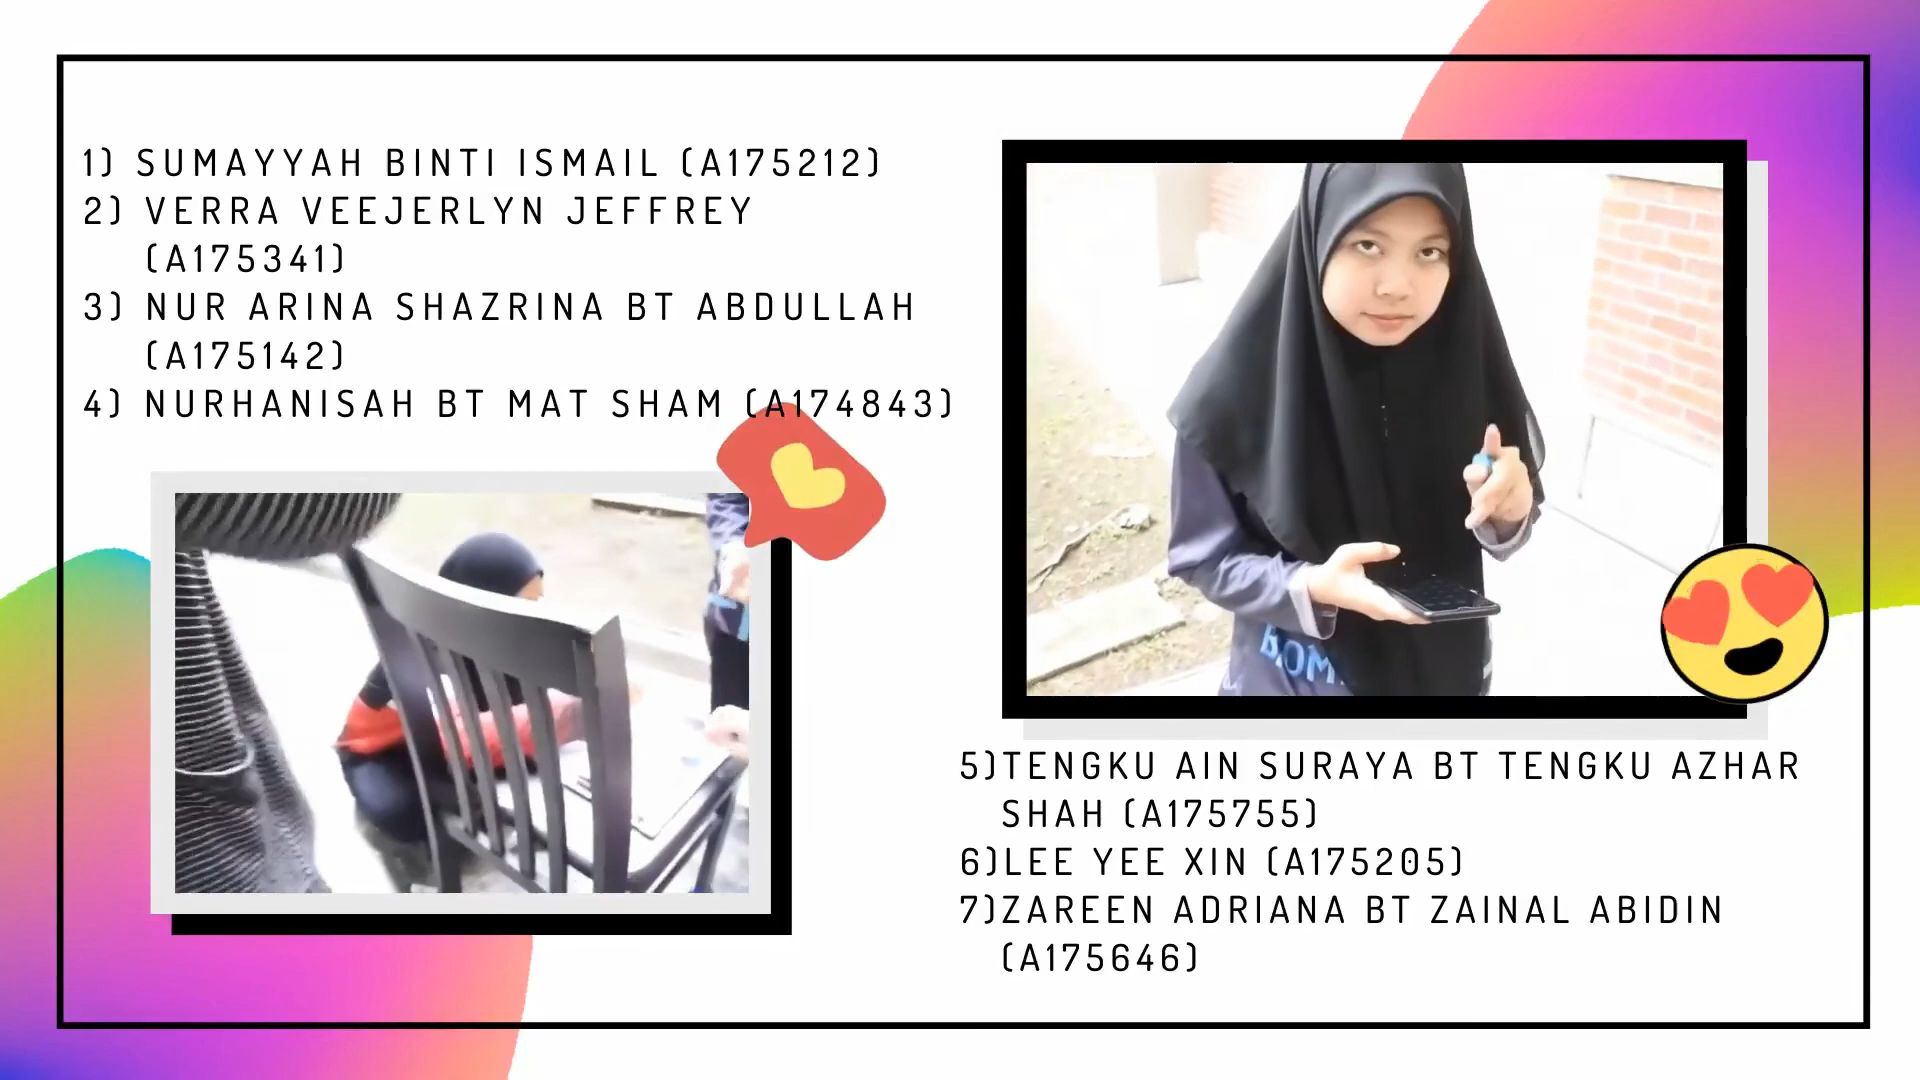 1) SUMAYYAH BINTI ISMAIL (A175212)
2) VERRA VEEJERLYN JEFFREY
(A175341)
3) NUR ARINA SHAZRINA BT ABDULLAH
(A175142)
4) NURHANISAH BT MAT SHAM (A174843)
5)TENGKU AIN SURAYA BT TENGKU AZHAR
SHAH (A175755)
6)LEE YEE XIN (A175205)
7)ZAREEN ADRIANA BT ZAINAL ABIDIN
(A175646)